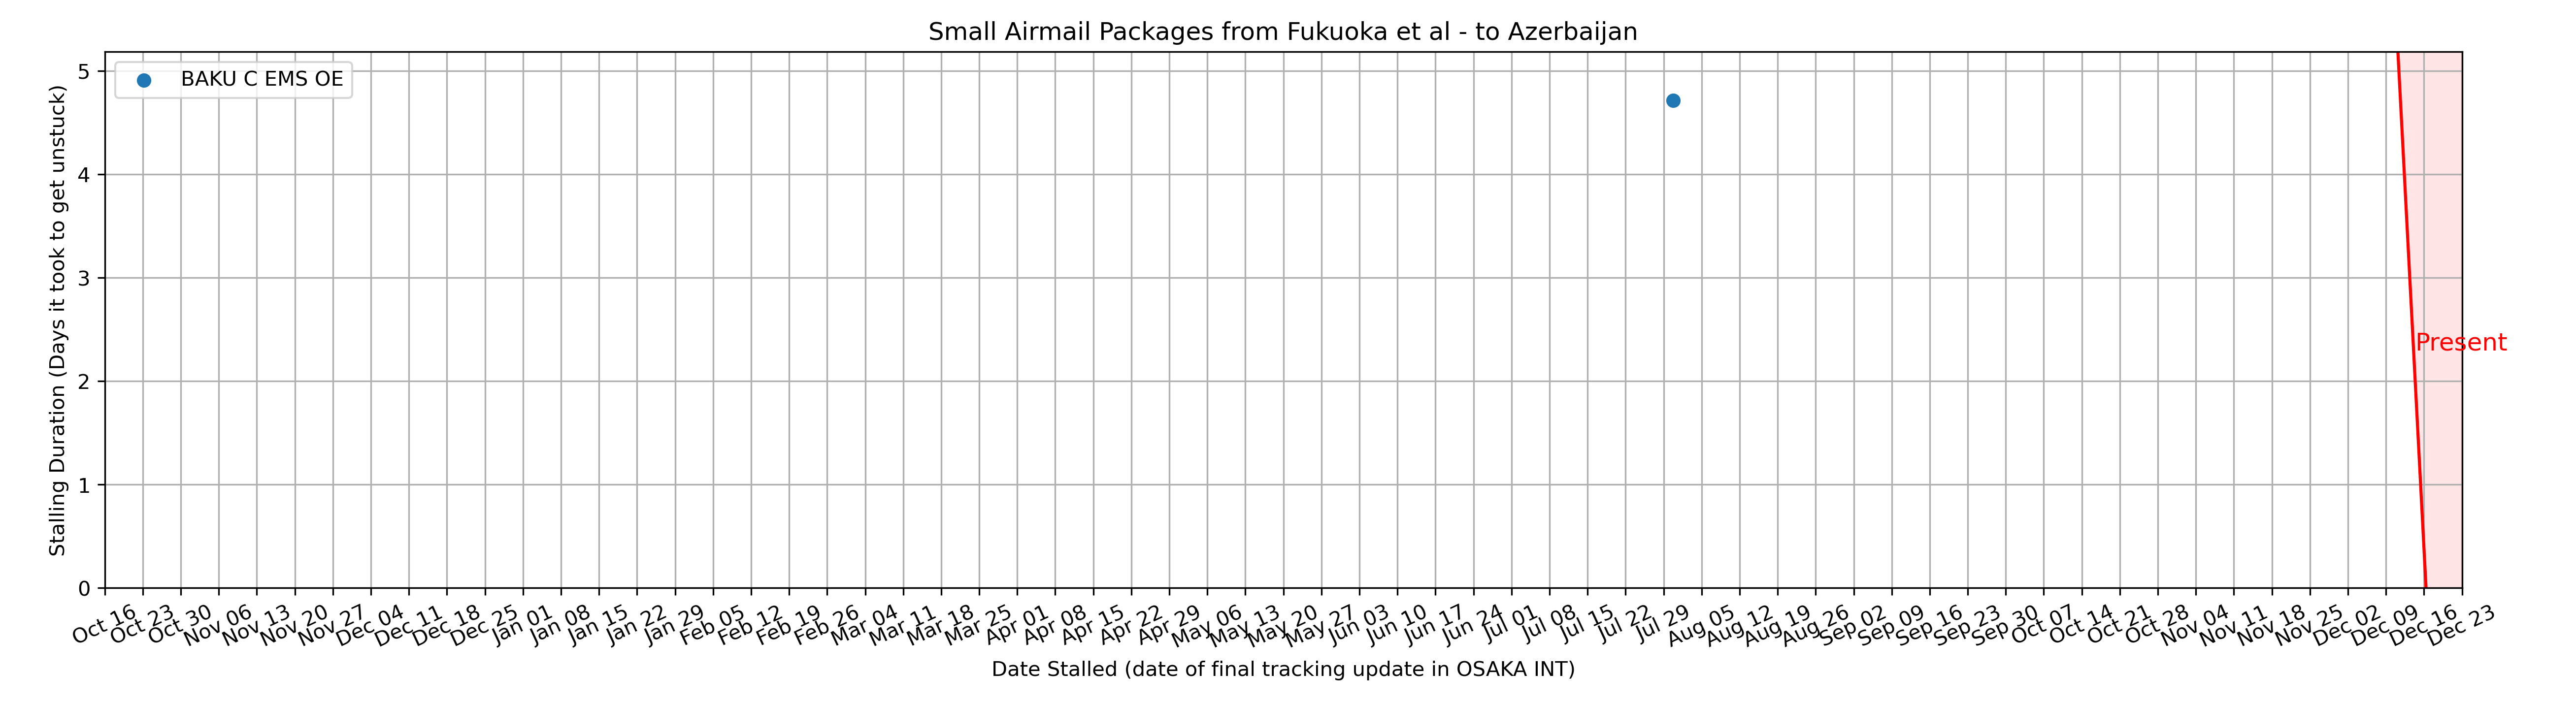 Small Airmail Packages from Fukuoka et al - to Azerbaijan
BAKU C EMS OE
Stalling Duration (Days it took to get unstuck)
5
4
3
2
1
0
Present
Oct 16 Oct 23 Oct 30 Nov 06 Nov 13 Nov 20 Nov 27 Dec 04 Dec 11 Dec 18 Dec 25 Jan 01 Jan 08 Jan 15 Jan 22 Jan 29 Feb 05 Feb 12 Feb 19 Feb 26 Mar 04 Mar 11 Mar 18 Mar 25 Apr 01 Apr 08 Apr 15 Apr 22 Apr 29 May 06 May 13 May 20 May 27 Jun 03 Jun 10 Jun 17 Jun 24 Jul 01 Jul 08 Jul 15 Jul 22 Jul 29 Aug 05 Aug 12 Aug 19 Aug 26 Sep 02 Sep 09 Sep 16 Sep 23 Sep 30 Oct 07 Oct 14 Oct 21 Oct 28 Nov 04 Nov 11 Nov 18 Nov 25 Dec 02 Dec 09 Dec 16 Dec 23
Date Stalled (date of final tracking update in OSAKA INT)